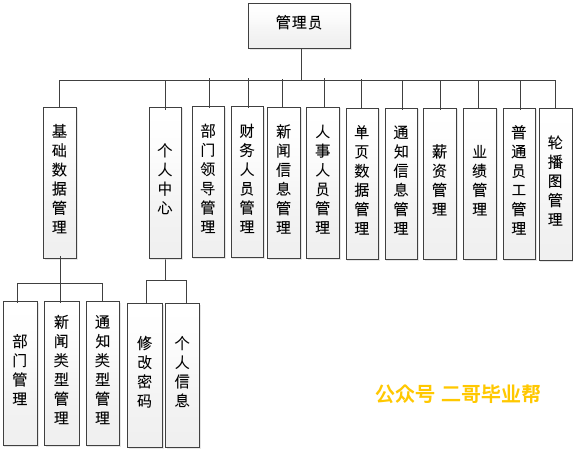 管理员
基础数据管理
个人中心
部门领导管理
财务人员管理
新闻信息管理
人事人员管理
单页数据管理
通知信息管理
薪资管理
业绩管理
普通员工管理
轮播图管理
部门管理
新闻类型管理
通知类型管理
修改密码
个人信息
公众号 二哥毕业帮